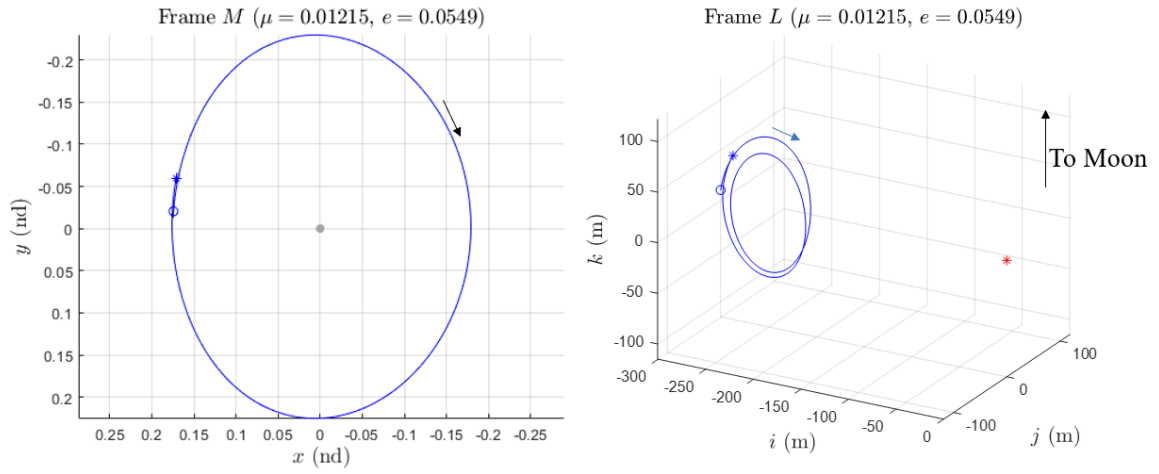 Frame M (μ = 0.01215, e = 0.0549)
-0.2
-0.15
-0.1
-0.05
0
0.05
0.1
0.15
0.2
y (nd)
0.25 0.2 0.15 0.1 0.05 0 -0.05 -0.1 -0.15 -0.2 -0.25
x (nd)
Frame L (μ = 0.01215, e = 0.0549)
To Moon
100
50
0
-50
-100
k (m)
-300 -250 -200 -150 -100 -50 0
i (m)
-100 0 100
j (m)